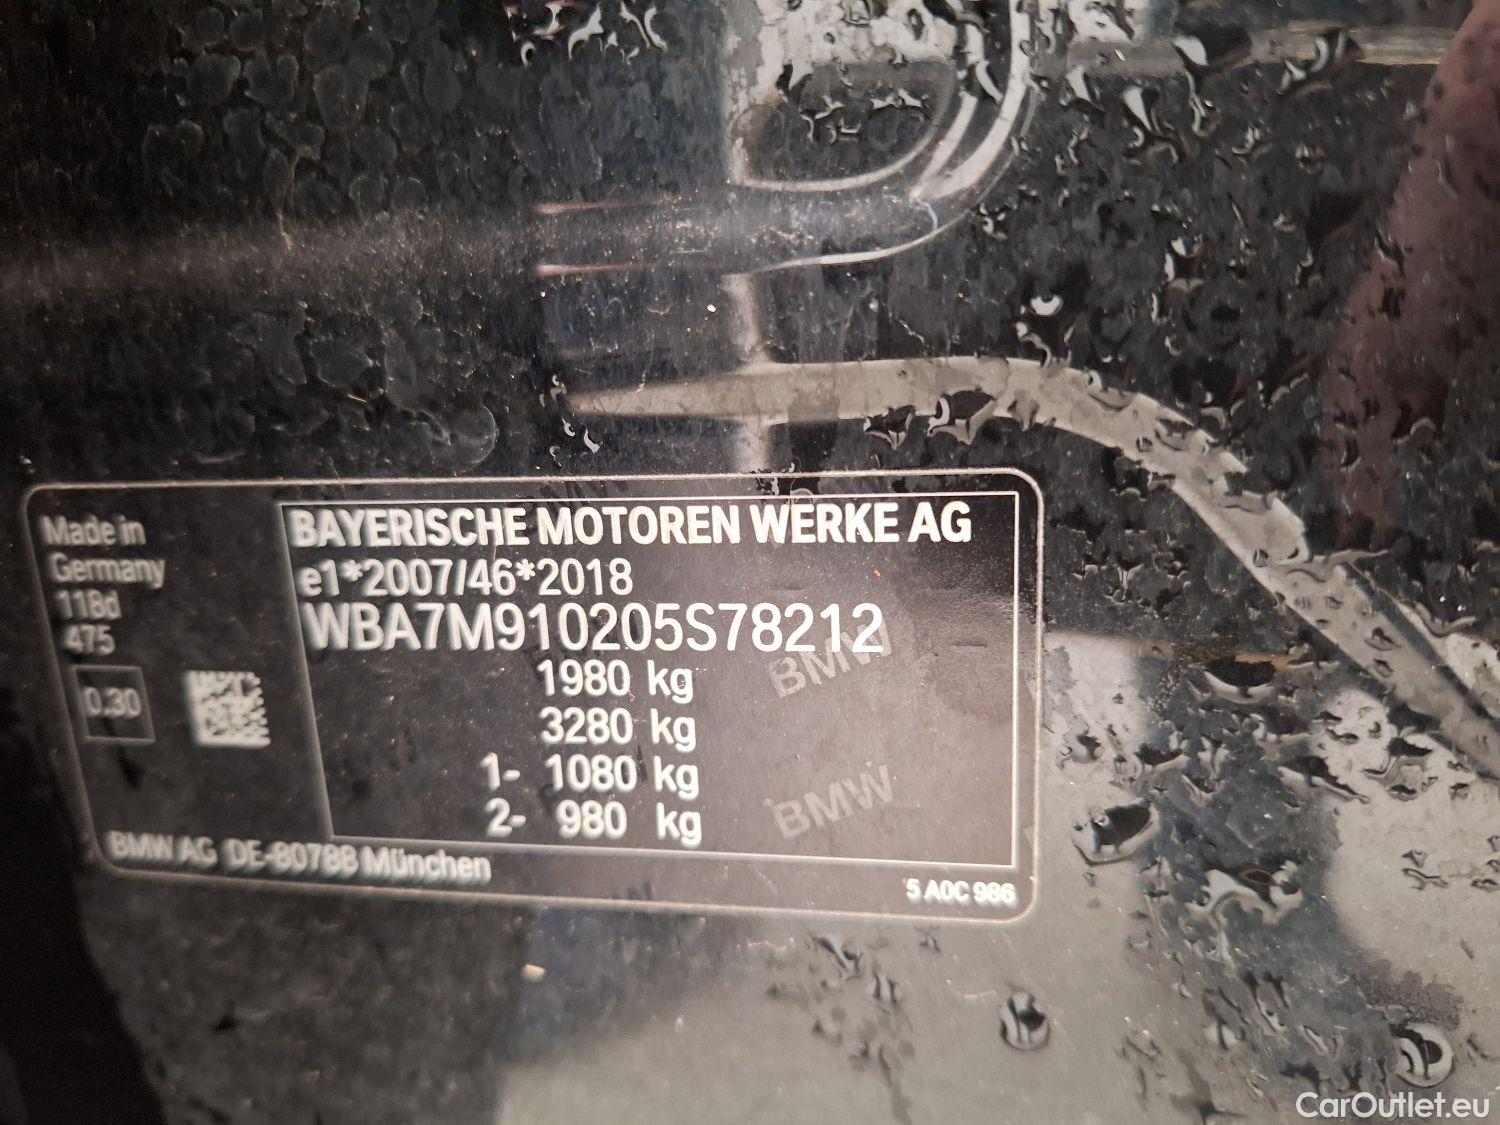 Made in
Germany
118d
475
0.30
BAYERISCHE MOTOREN WERKE AG
e1*2007/46*2018
WBA7M910205S78212
1980 kg
3280 kg
1- 1080 kg
2- 980 kg
BMW
BMW
BMW AG DE-80788 München
5 A0C 986
CarOutlet.eu